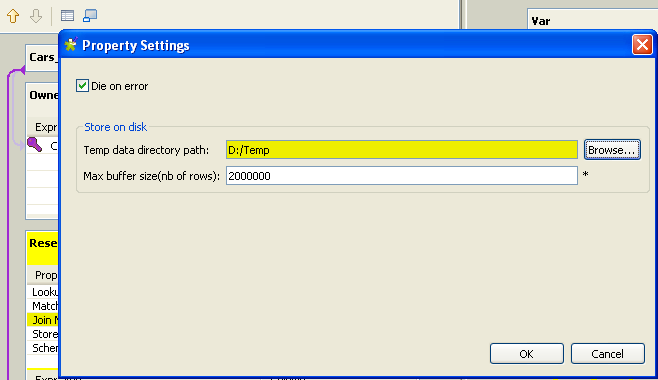 Var
Property Settings
Cars_
Die on error
Owne
Store on disk
Expr
Temp data directory path:
D:/Temp
Browse...
C
Max buffer size(nb of rows):
2000000
*
Rese
Prop
Looku
Match
Join M
Store
Schem
OK
Cancel